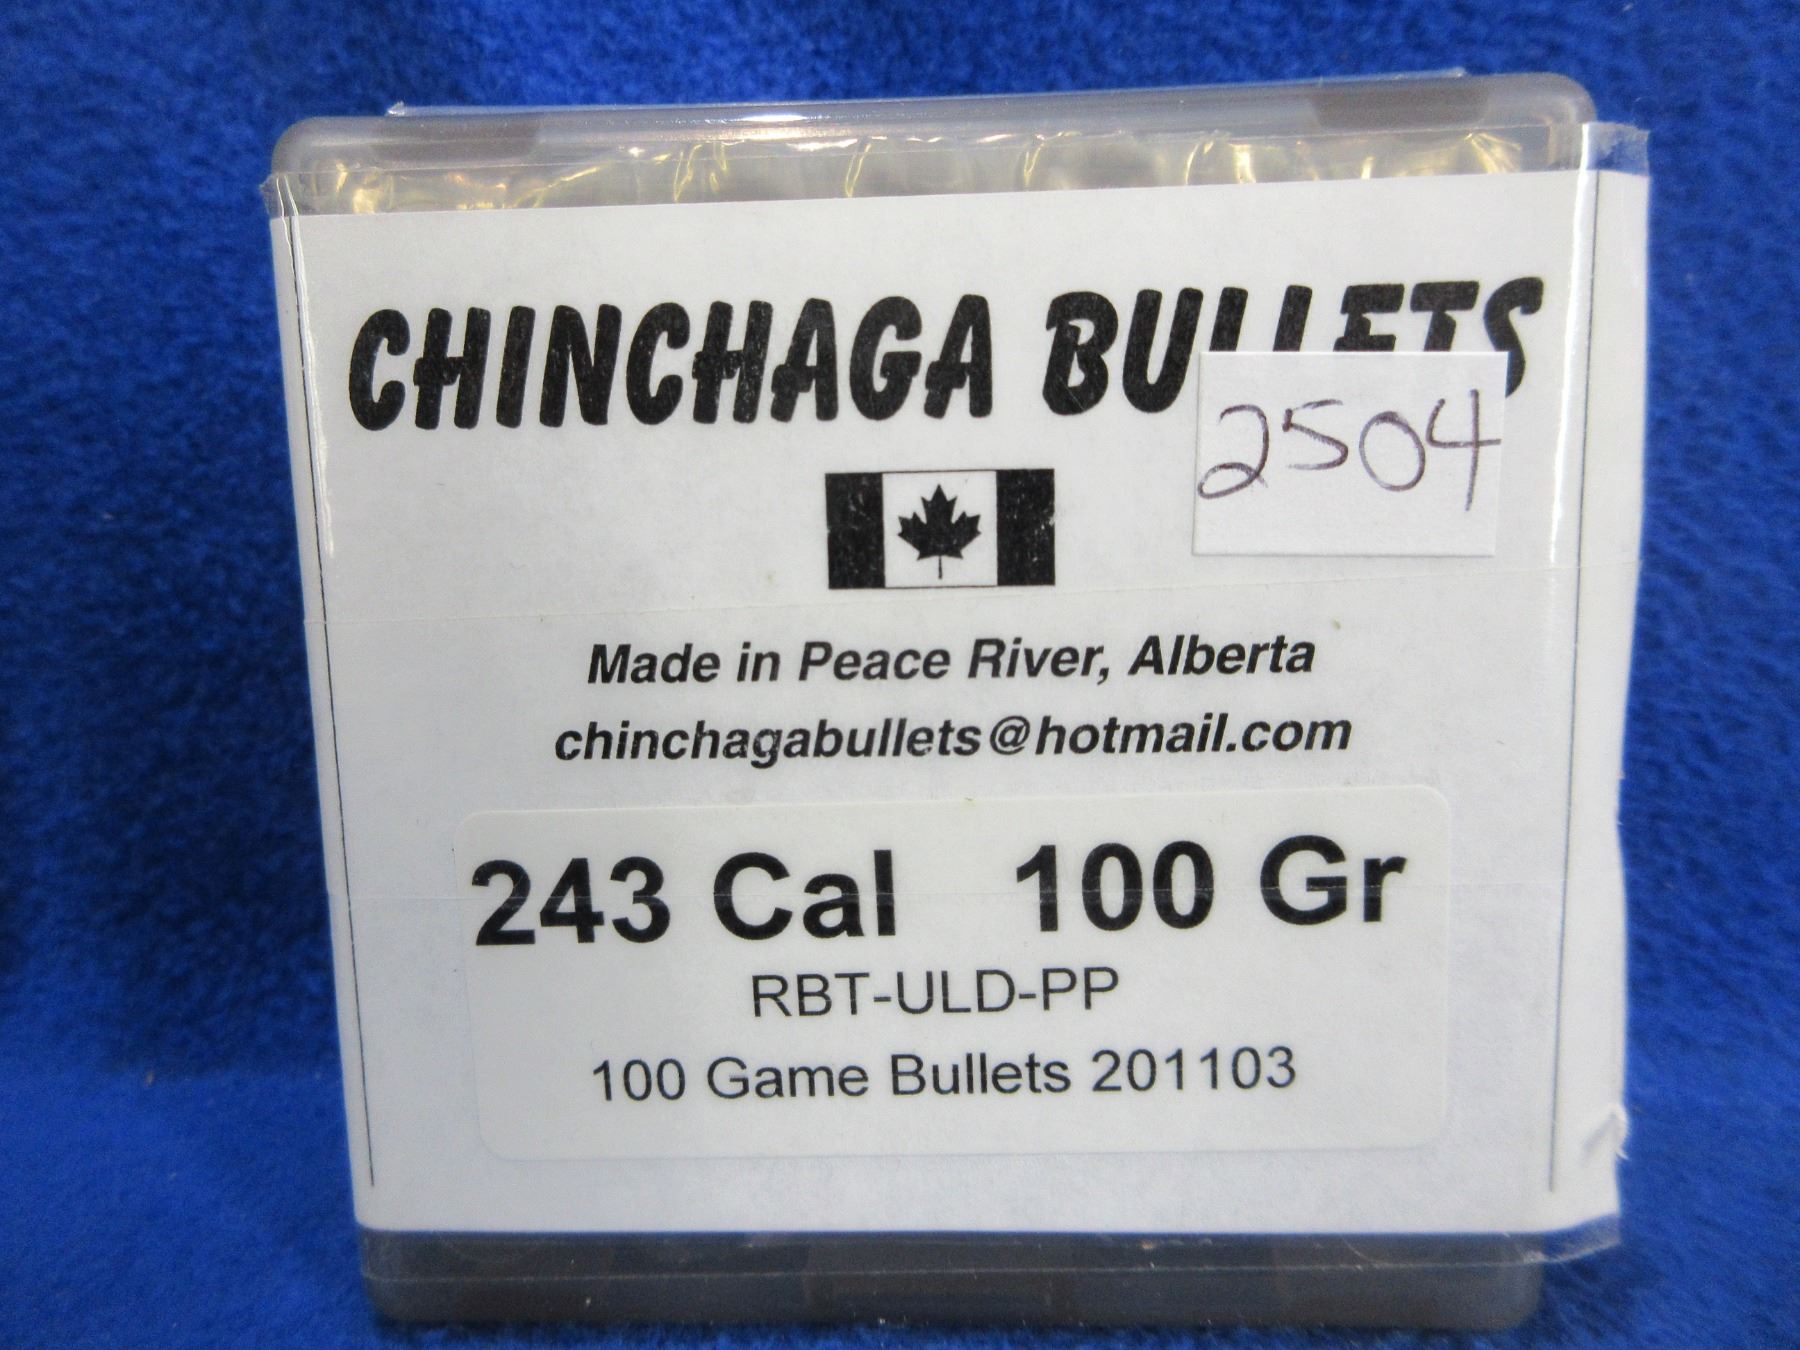 CHINCHAGA BULLETS
2504
Made in Peace River, Alberta
chinchagabullets@hotmail.com
243 Cal 100 Gr
RBT-ULD-PP
100 Game Bullets 201103